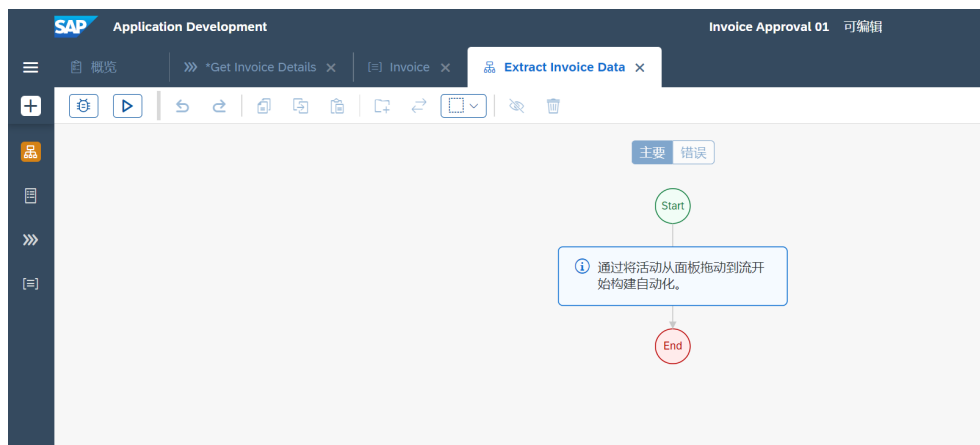 SAP Application Development Invoice Approval 01 可编辑
概览 *Get Invoice Details [=] Invoice Extract Invoice Data
主要 错误
Start
通过将活动从面板拖动到流开
始构建自动化。
End